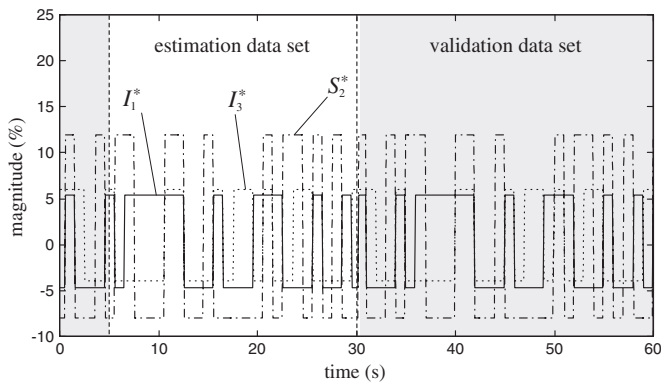 25
20
15
10
5
0
-5
-10
magnitude (%)
estimation data set
validation data set
I₁*
I₃*
S₂*
0
10
20
30
40
50
60
time (s)